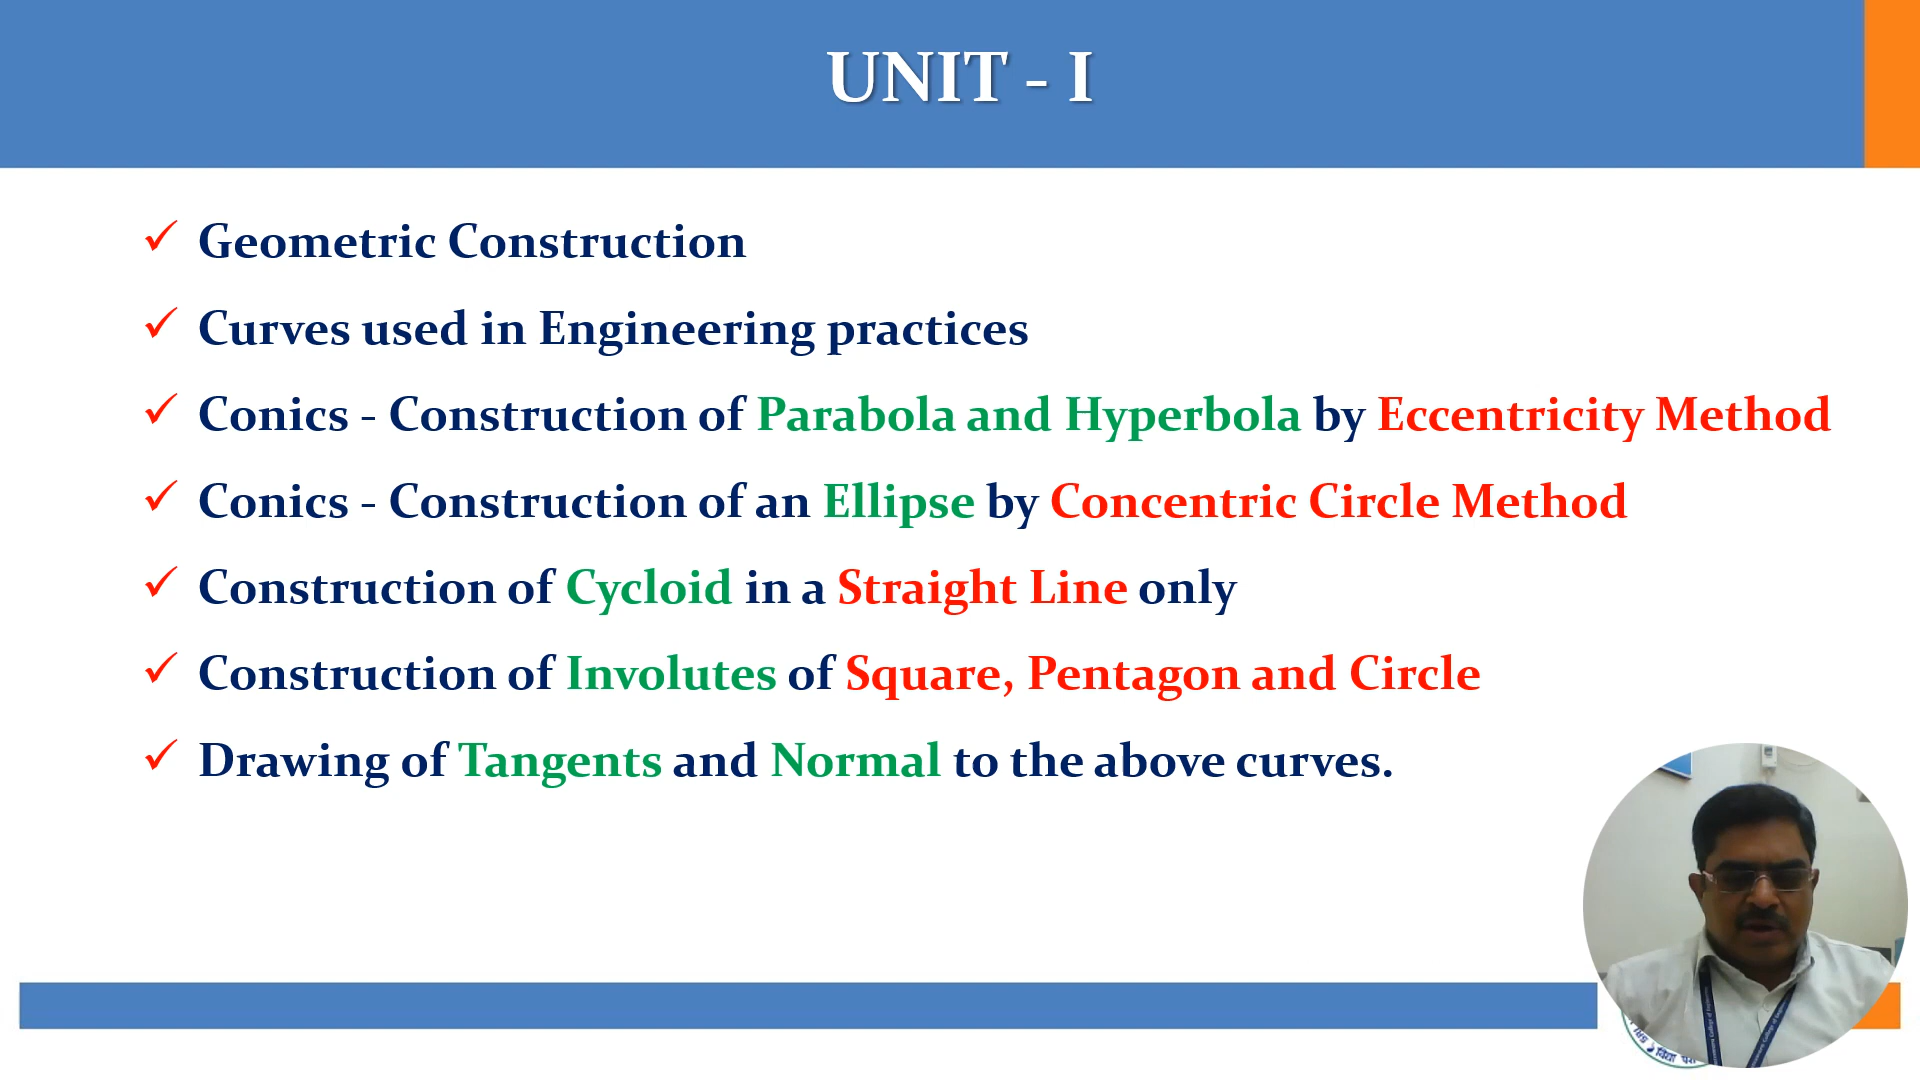 UNIT - I
Geometric Construction
Curves used in Engineering practices
Conics - Construction of Parabola and Hyperbola by Eccentricity Method
Conics - Construction of an Ellipse by Concentric Circle Method
Construction of Cycloid in a Straight Line only
Construction of Involutes of Square, Pentagon and Circle
Drawing of Tangents and Normal to the above curves.
SRI
विद्या